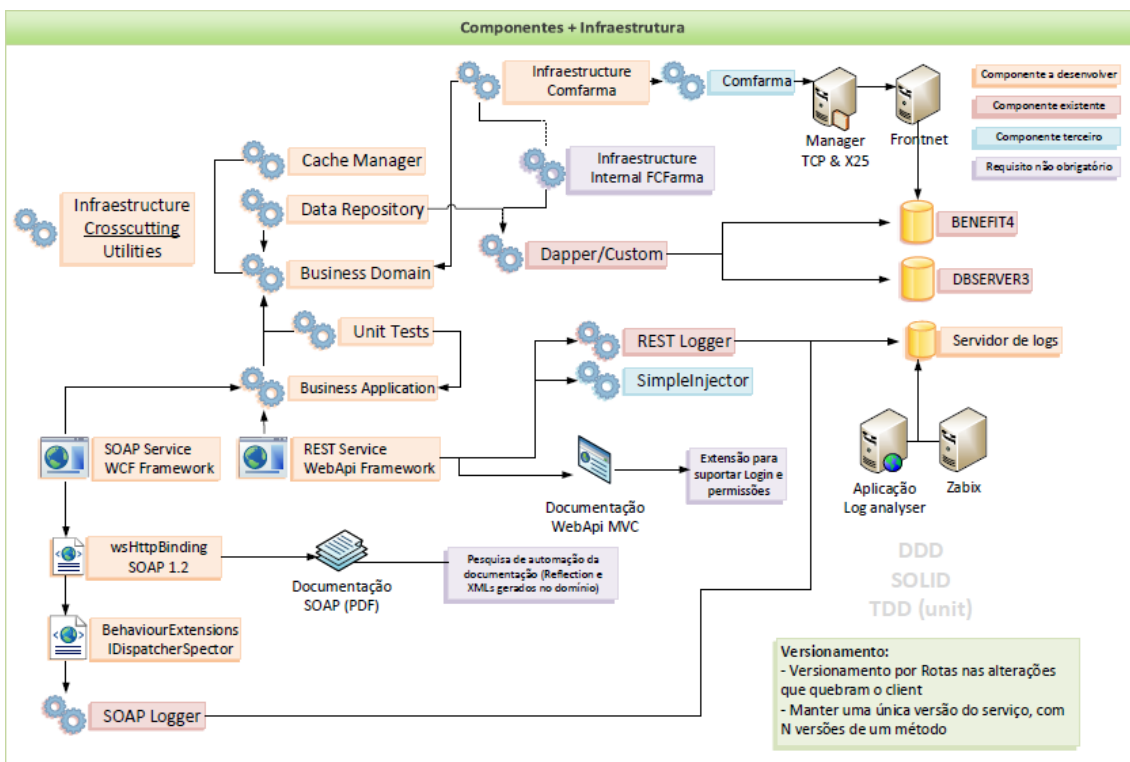 Componentes + Infraestrutura
Infraestructure
Comfarma
Comfarma
Manager
TCP & X25
Frontnet
Componente a desenvolver
Componente existente
Componente terceiro
Requisito não obrigatório
Cache Manager
Infraestructure
Internal FCFarma
Infraestructure
Crosscutting
Utilities
Data Repository
Dapper/Custom
BENEFIT4
Business Domain
DBSERVER3
Unit Tests
REST Logger
Servidor de logs
Business Application
SimpleInjector
SOAP Service
WCF Framework
REST Service
WebApi Framework
Documentação
WebApi MVC
Extensão para
suportar Login e
permissões
Aplicação
Log analyser
Zabix
wsHttpBinding
SOAP 1.2
Documentação
SOAP (PDF)
Pesquisa de automação da
documentação (Reflection e
XMLs gerados no domínio)
DDD
SOLID
TDD (unit)
BehaviourExtensions
IDispatcherSpector
SOAP Logger
Versionamento:
- Versionamento por Rotas nas alterações
que quebram o client
- Manter uma única versão do serviço, com
N versões de um método